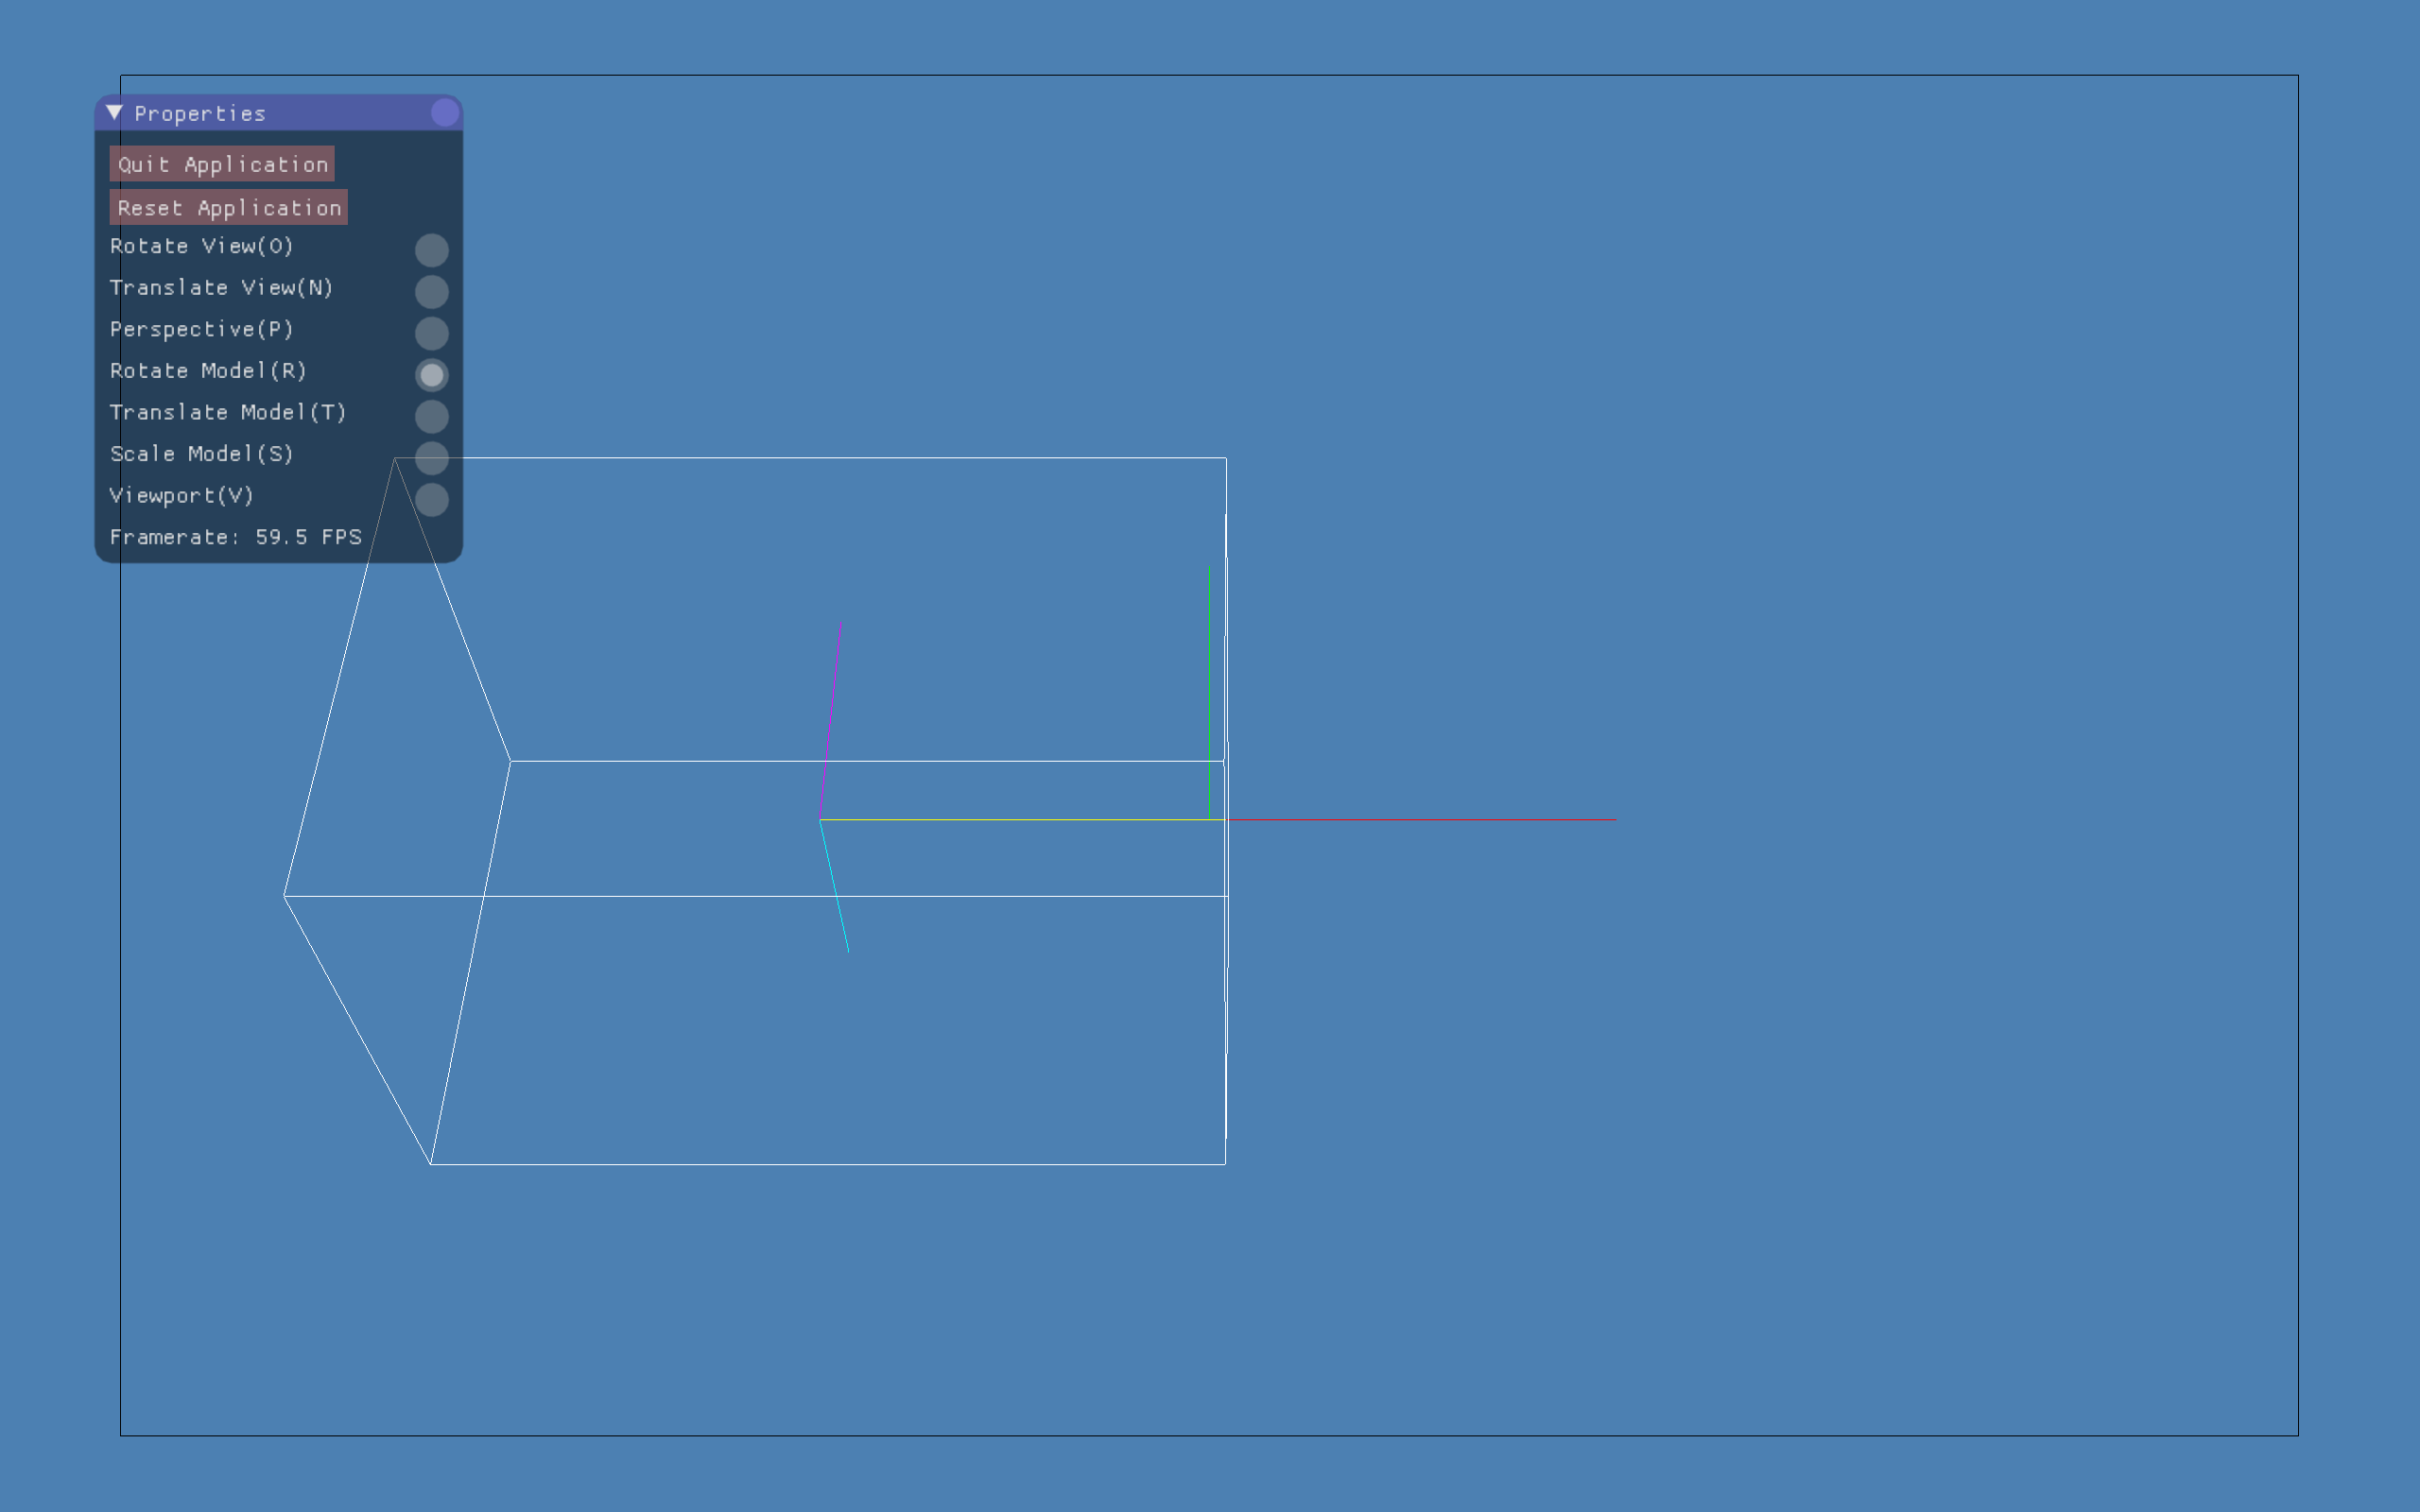 Properties
Quit Application
Reset Application
Rotate View(O)
Translate View(N)
Perspective(P)
Rotate Model(R)
Translate Model(T)
Scale Model(S)
Viewport(V)
Framerate: 59.5 FPS